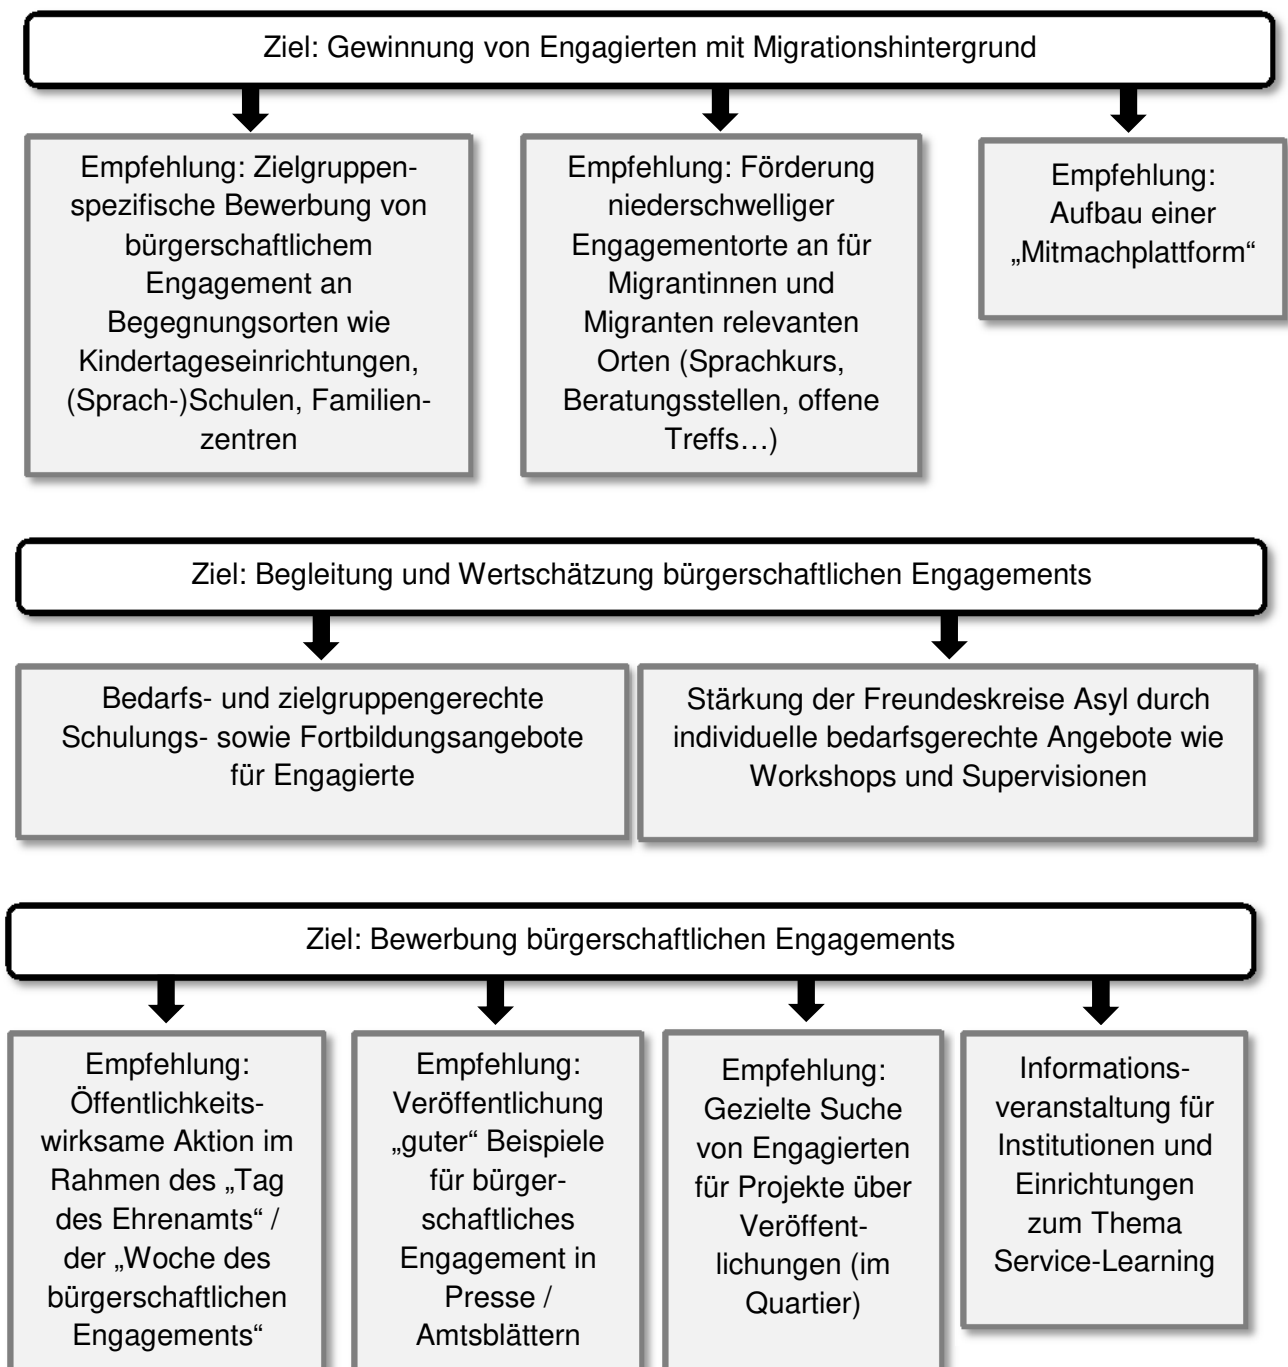 Ziel: Gewinnung von Engagierten mit Migrationshintergrund
Empfehlung: Zielgruppen-
spezifische Bewerbung von
bürgerschaftlichem
Engagement an
Begegnungsorten wie
Kindertageseinrichtungen,
(Sprach-)Schulen, Familien-
zentren
Empfehlung: Förderung
niederschwelliger
Engagementorte an für
Migrantinnen und
Migranten relevanten
Orten (Sprachkurs,
Beratungsstellen, offene
Treffs…)
Empfehlung:
Aufbau einer
„Mitmachplattform“
Ziel: Begleitung und Wertschätzung bürgerschaftlichen Engagements
Bedarfs- und zielgruppengerechte
Schulungs- sowie Fortbildungsangebote
für Engagierte
Stärkung der Freundeskreise Asyl durch
individuelle bedarfsgerechte Angebote wie
Workshops und Supervisionen
Ziel: Bewerbung bürgerschaftlichen Engagements
Empfehlung:
Öffentlichkeits-
wirksame Aktion im
Rahmen des „Tag
des Ehrenamts“ /
der „Woche des
bürgerschaftlichen
Engagements“
Empfehlung:
Veröffentlichung
„guter“ Beispiele
für bürger-
schaftliches
Engagement in
Presse /
Amtsblättern
Empfehlung:
Gezielte Suche
von Engagierten
für Projekte über
Veröffent-
lichungen (im
Quartier)
Informations-
veranstaltung für
Institutionen und
Einrichtungen
zum Thema
Service-Learning